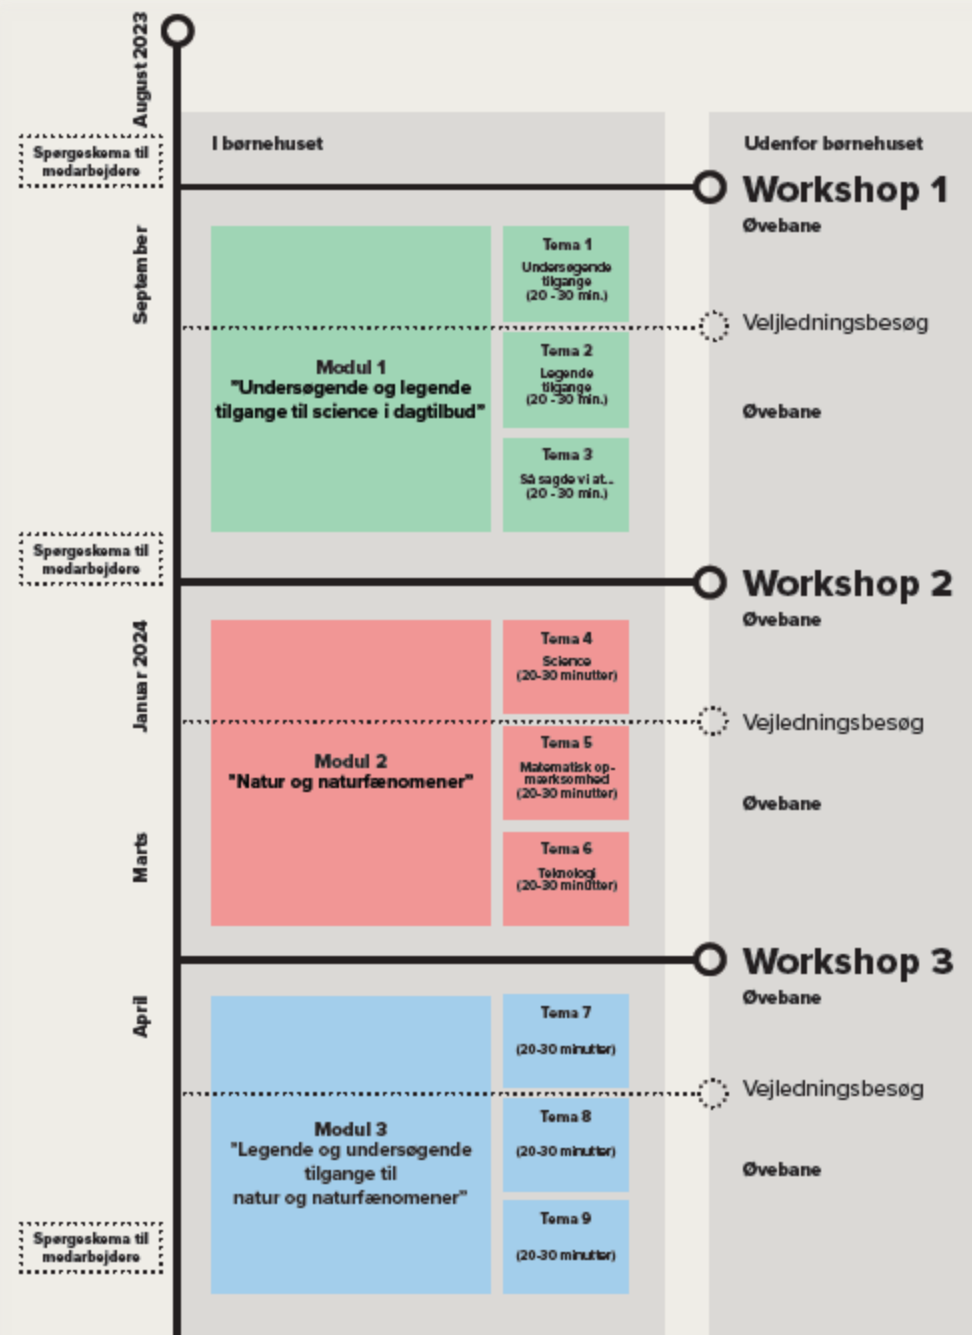 August 2023
Spørgeskema til
medarbejdere
I børnehuset
Udenfor børnehuset
Workshop 1
Øvebane
September
Modul 1
"Undersøgende og legende
tilgange til science i dagtilbud"
Tema 1
Undersøgende
tilgange
(20 - 30 min.)
Veljledningsbesøg
Tema 2
Legende
tilgange
(20 - 30 min.)
Øvebane
Tema 3
Så sagde vi at...
(20 - 30 min.)
Spørgeskema til
medarbejdere
Workshop 2
Øvebane
Januar 2024
Modul 2
"Natur og naturfænomener"
Tema 4
Science
(20-30 minutter)
Vejledningsbesøg
Tema 5
Matematisk op-
mærksomhed
(20-30 minutter)
Øvebane
Marts
Tema 6
Teknologi
(20-30 minutter)
Workshop 3
Øvebane
April
Modul 3
"Legende og undersøgende
tilgange til
natur og naturfænomener"
Tema 7
(20-30 minutter)
Vejledningsbesøg
Tema 8
(20-30 minutter)
Øvebane
Tema 9
(20-30 minutter)
Spørgeskema til
medarbejdere